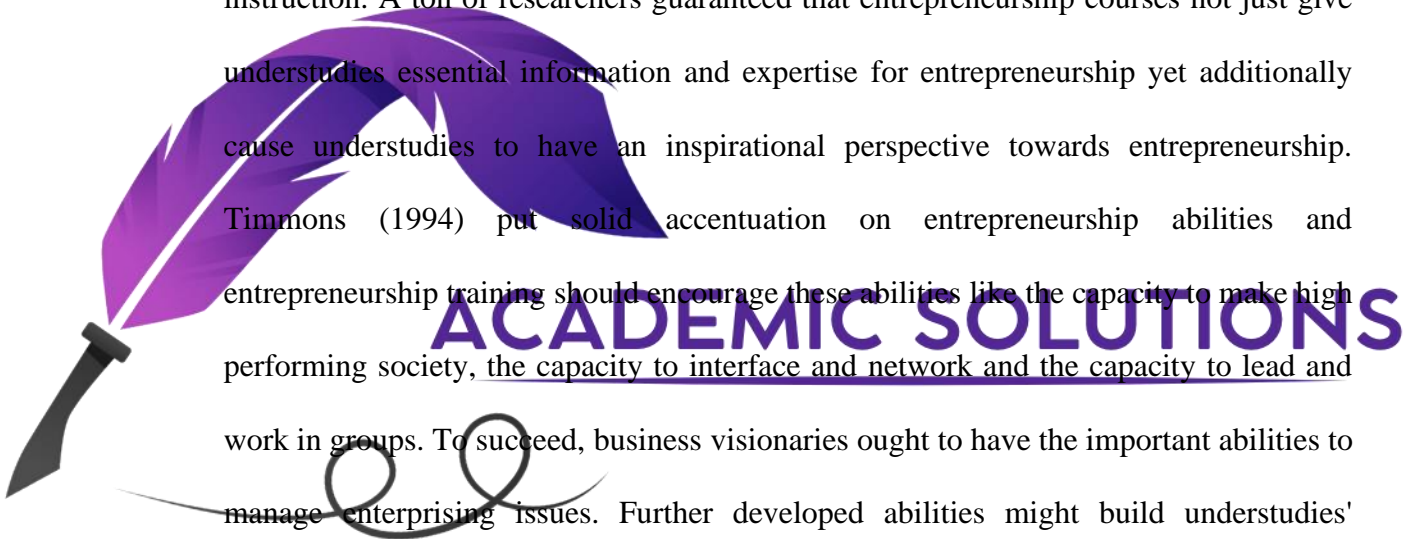 instruction. A toll of researchers guaranteed that entrepreneurship courses not just give
understudies essential information and expertise for entrepreneurship yet additionally
cause understudies to have an inspirational perspective towards entrepreneurship.
Timmons (1994) put solid accentuation on entrepreneurship abilities and
entrepreneurship training should encourage these abilities like the capacity to make high
ACADEMIC SOLUTIONS
performing society, the capacity to interface and network and the capacity to lead and
work in groups. To succeed, business visionaries ought to have the important abilities to
manage enterprising issues. Further developed abilities might build understudies'